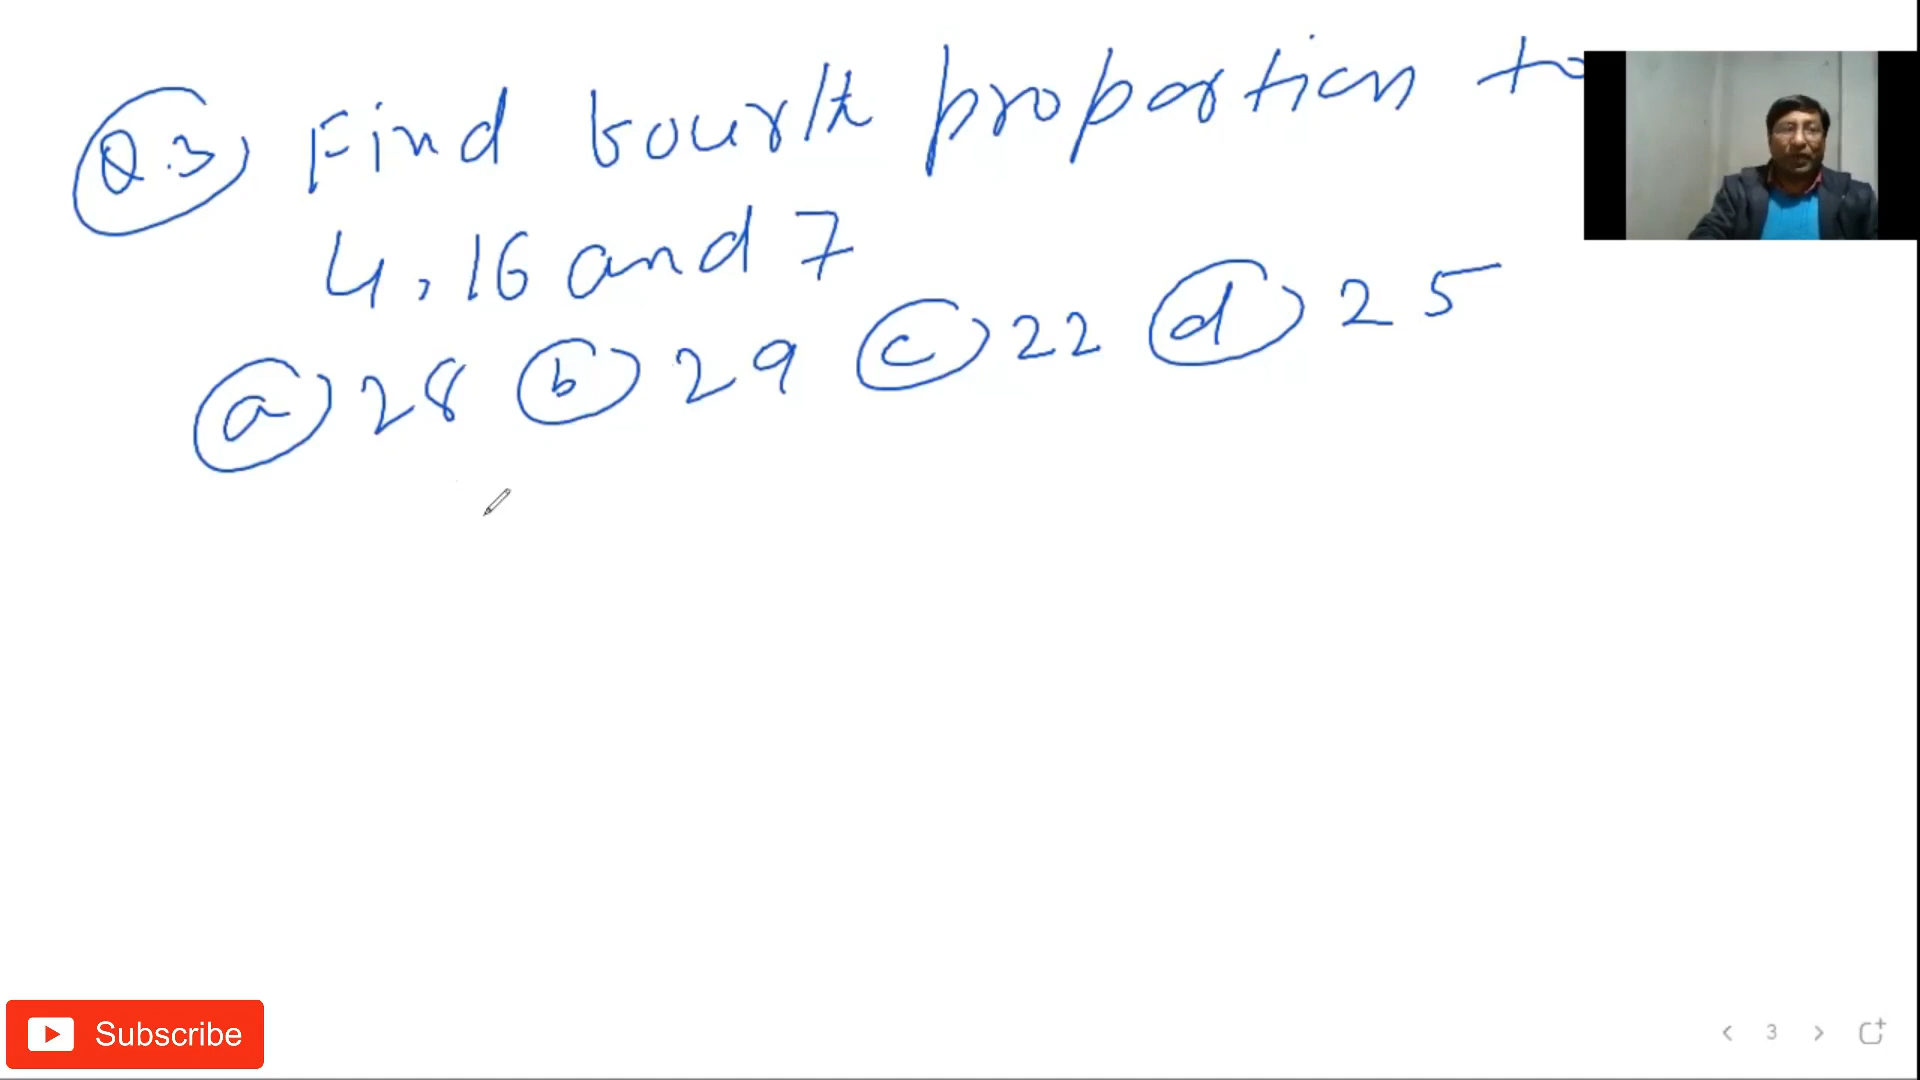 Q.3) Find fourth proportion to
4, 16 and 7
a) 28 b) 29 c) 22 d) 25
Subscribe
< 3 >